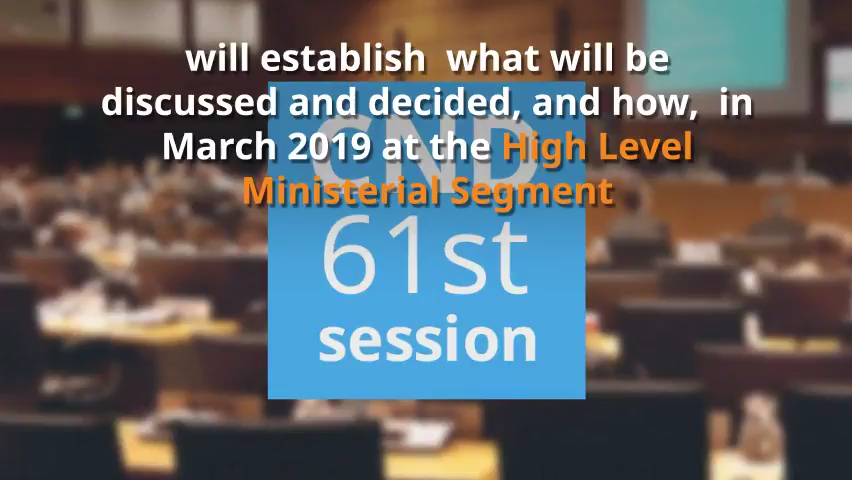 will establish  what will be
discussed and decided, and how,  in
March 2019 at the High Level
Ministerial Segment
CND
61st
session